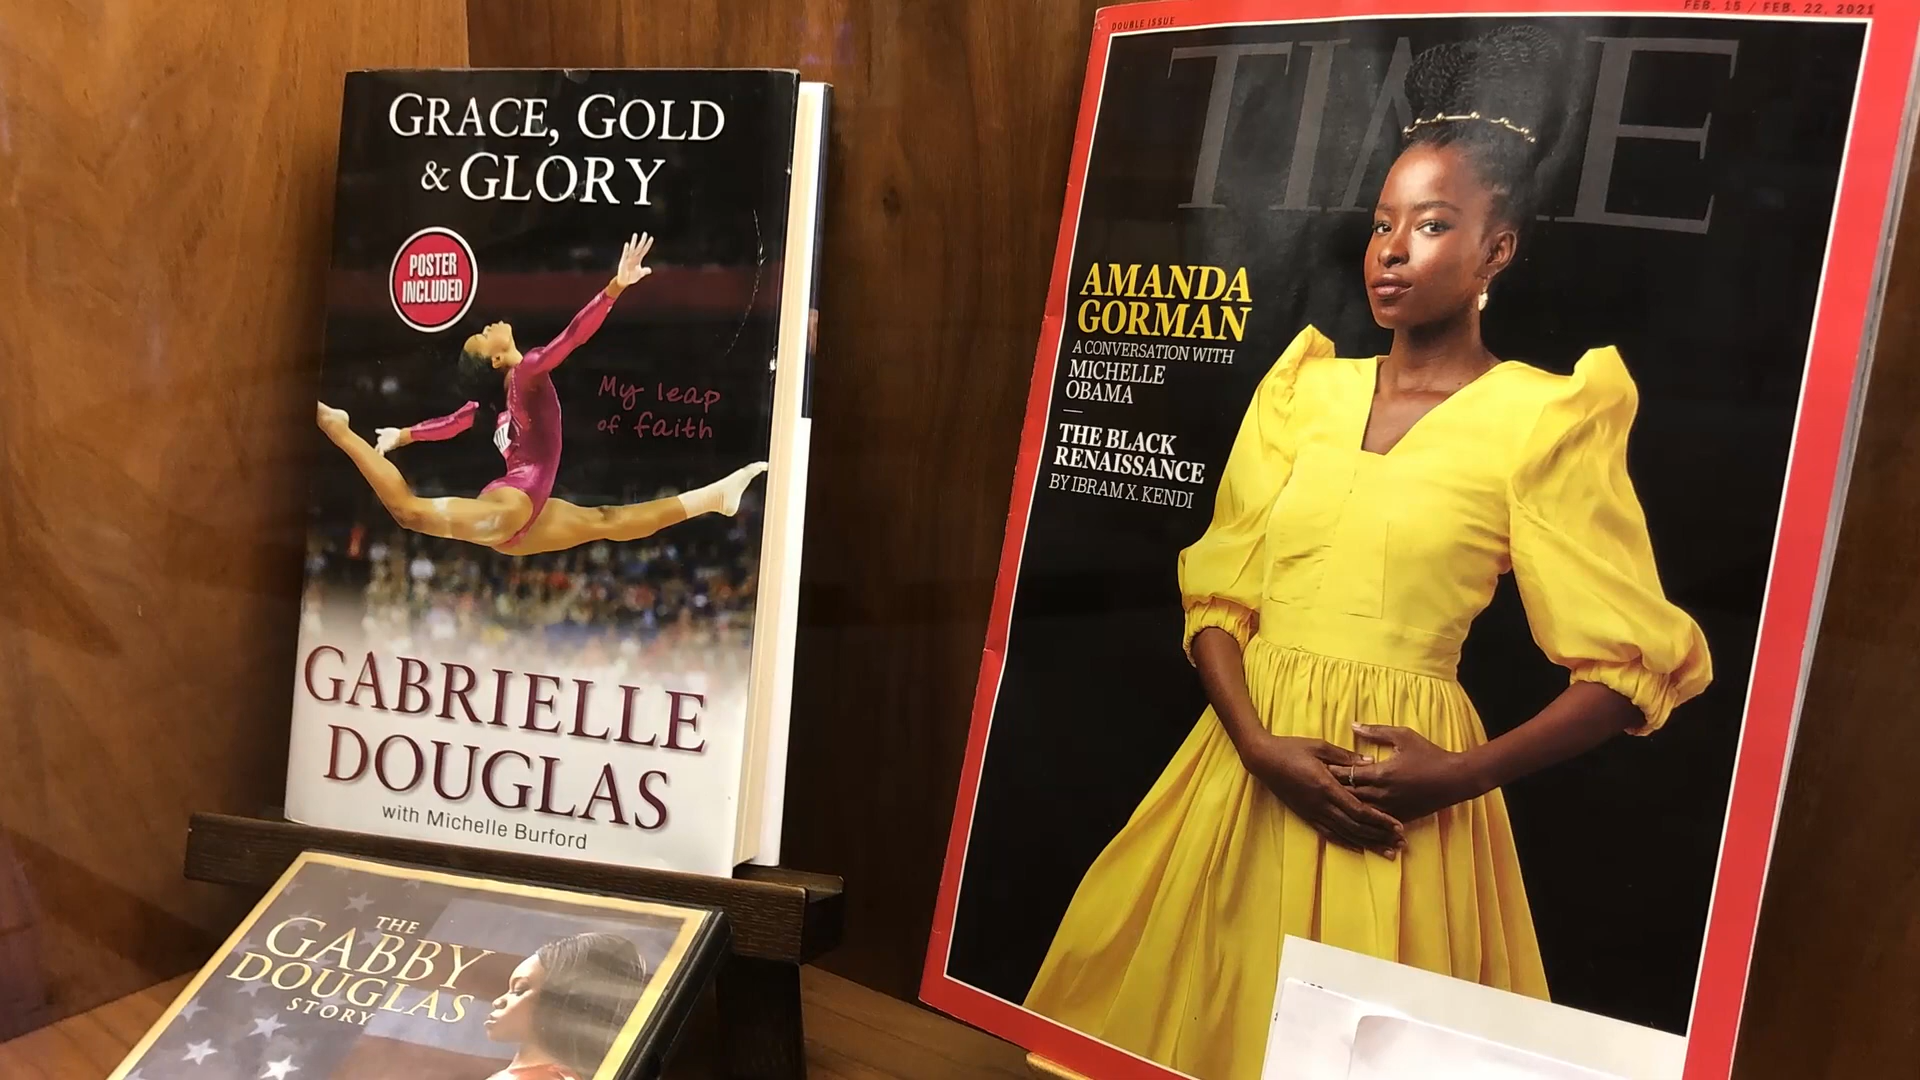 GRACE, GOLD
& GLORY
POSTER
INCLUDED
My leap
of faith
GABRIELLE
DOUGLAS
with Michelle Burford
THE
GABBY
DOUGLAS
STORY
DOUBLE ISSUE
FEB. 15 / FEB. 22, 2021
TIME
AMANDA
GORMAN
A CONVERSATION WITH
MICHELLE
OBAMA
THE BLACK
RENAISSANCE
BY IBRAM X. KENDI